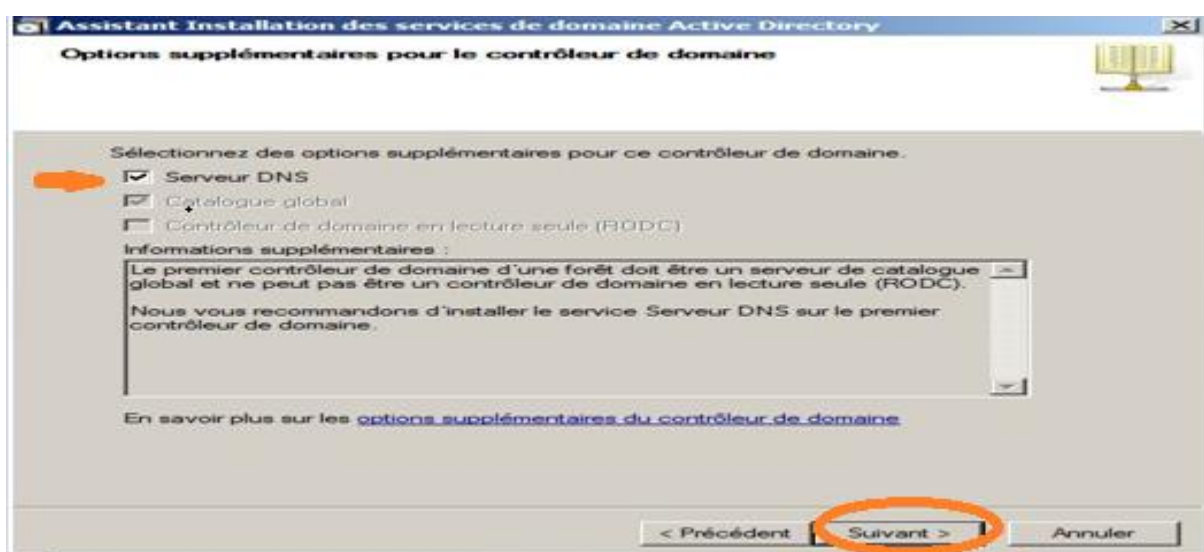 Assistant Installation des services de domaine Active Directory
Options supplémentaires pour le contrôleur de domaine
Sélectionnez des options supplémentaires pour ce contrôleur de domaine.
Serveur DNS
Catalogue global
Contrôleur de domaine en lecture seule (RODC)
Informations supplémentaires :
Le premier contrôleur de domaine d'une forêt doit être un serveur de catalogue
global et ne peut pas être un contrôleur de domaine en lecture seule (RODC).
Nous vous recommandons d'installer le service Serveur DNS sur le premier
contrôleur de domaine.
En savoir plus sur les options supplémentaires du contrôleur de domaine
< Précédent Suivant > Annuler